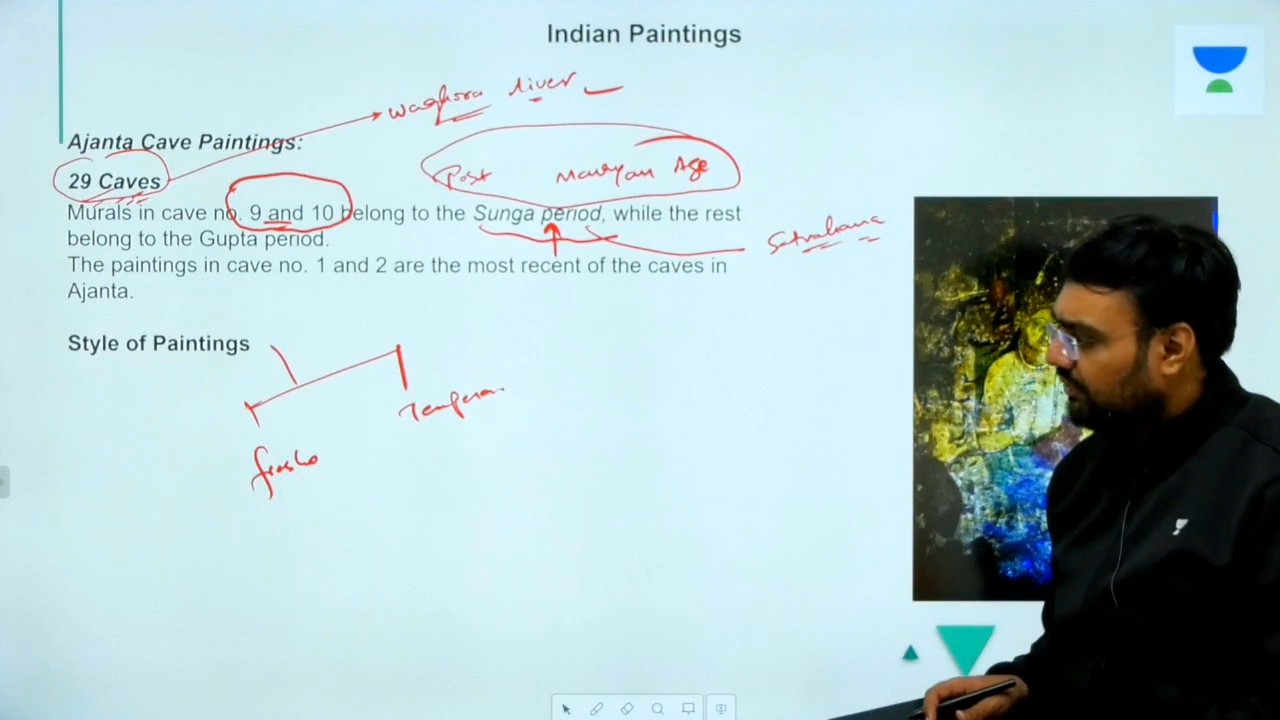 Indian Paintings
Waghora river
Ajanta Cave Paintings:
Post Mauryan Age
29 Caves
Murals in cave no. 9 and 10 belong to the Sunga period, while the rest
belong to the Gupta period.
Satvahana
The paintings in cave no. 1 and 2 are the most recent of the caves in
Ajanta.
Style of Paintings
Tempera
fresko